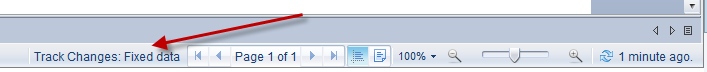 Track Changes: Fixed data Page 1 of 1 100% 1 minute ago.